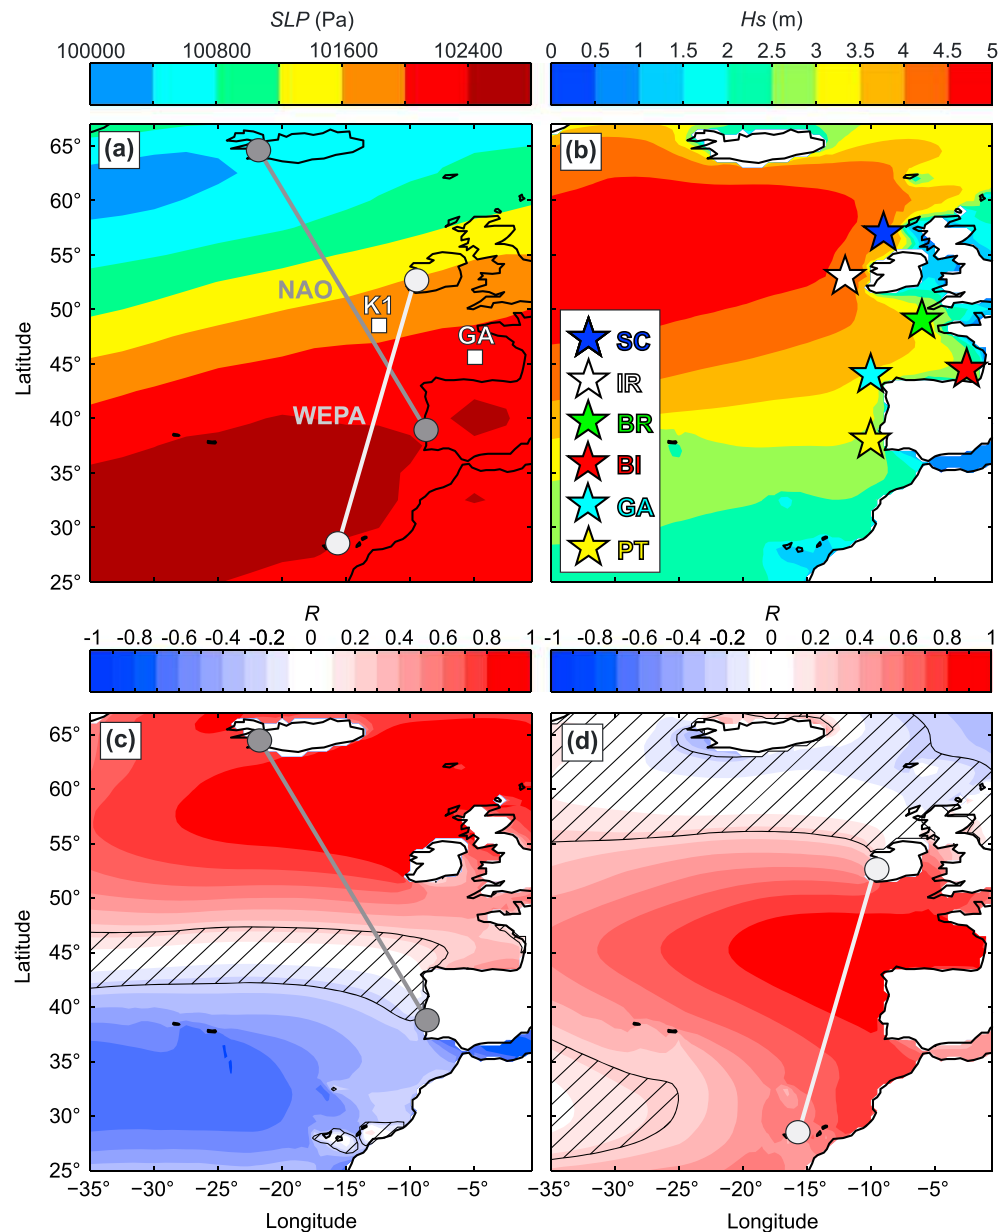 SLP (Pa)
100000 100800 101600 102400
Hs (m)
0 0.5 1 1.5 2 2.5 3 3.5 4 4.5 5
(a)
65°
60°
55°
50°
45°
40°
35°
30°
25°
Latitude
NAO
K1
GA
WEPA
(b)
SC
IR
BR
BI
GA
PT
R
-1 -0.8 -0.6 -0.4 -0.2 0 0.2 0.4 0.6 0.8 1
R
-1 -0.8 -0.6 -0.4 -0.2 0 0.2 0.4 0.6 0.8 1
(c)
65°
60°
55°
50°
45°
40°
35°
30°
25°
Latitude
−35° −30° −25° −20° −15° −10° −5°
Longitude
(d)
−35° −30° −25° −20° −15° −10° −5°
Longitude